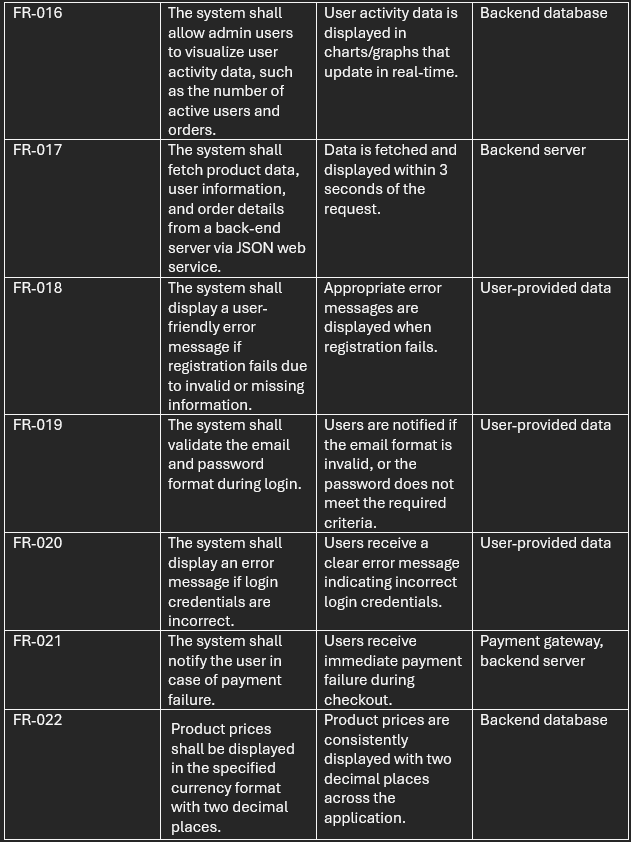 FR-016
The system shall
allow admin users
to visualize user
activity data, such
as the number of
active users and
orders.
User activity data is
displayed in
charts/graphs that
update in real-time.
Backend database
FR-017
The system shall
fetch product data,
user information,
and order details
from a back-end
server via JSON web
service.
Data is fetched and
displayed within 3
seconds of the
request.
Backend server
FR-018
The system shall
display a user-
friendly error
message if
registration fails due
to invalid or missing
information.
Appropriate error
messages are
displayed when
registration fails.
User-provided data
FR-019
The system shall
validate the email
and password
format during login.
Users are notified if
the email format is
invalid, or the
password does not
meet the required
criteria.
User-provided data
FR-020
The system shall
display an error
message if login
credentials are
incorrect.
Users receive a
clear error message
indicating incorrect
login credentials.
User-provided data
FR-021
The system shall
notify the user in
case of payment
failure.
Users receive
immediate payment
failure during
checkout.
Payment gateway,
backend server
FR-022
Product prices
shall be displayed
in the specified
currency format
with two decimal
places.
Product prices are
consistently
displayed with two
decimal places
across the
application.
Backend database